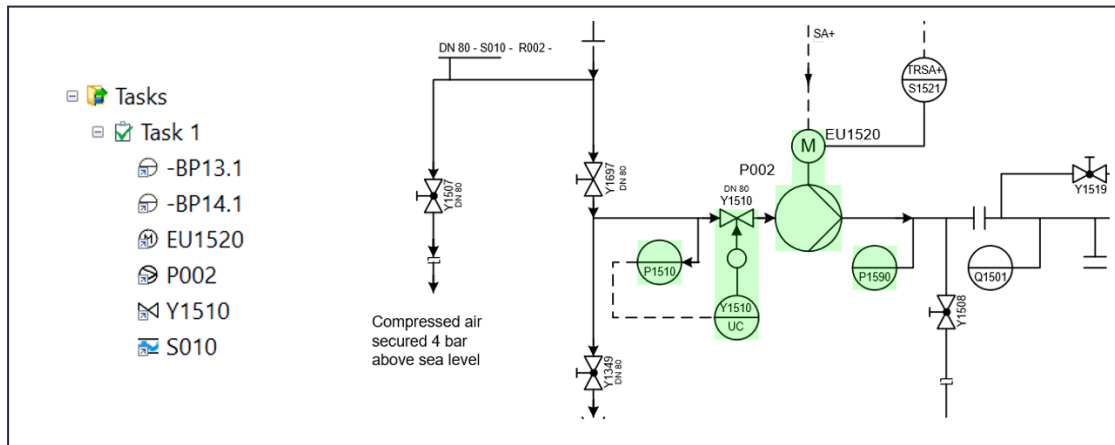 Tasks
Task 1
-BP13.1
-BP14.1
EU1520
P002
Y1510
S010
DN 80 - S010 - R002 -
Y1507
DN 80
Compressed air
secured 4 bar
above sea level
Y1697
DN 80
Y1349
DN 80
P1510
DN 80
Y1510
Y1510
UC
P002
SA+
M
EU1520
TRSA+
S1521
P1590
Y1508
Q1501
Y1519